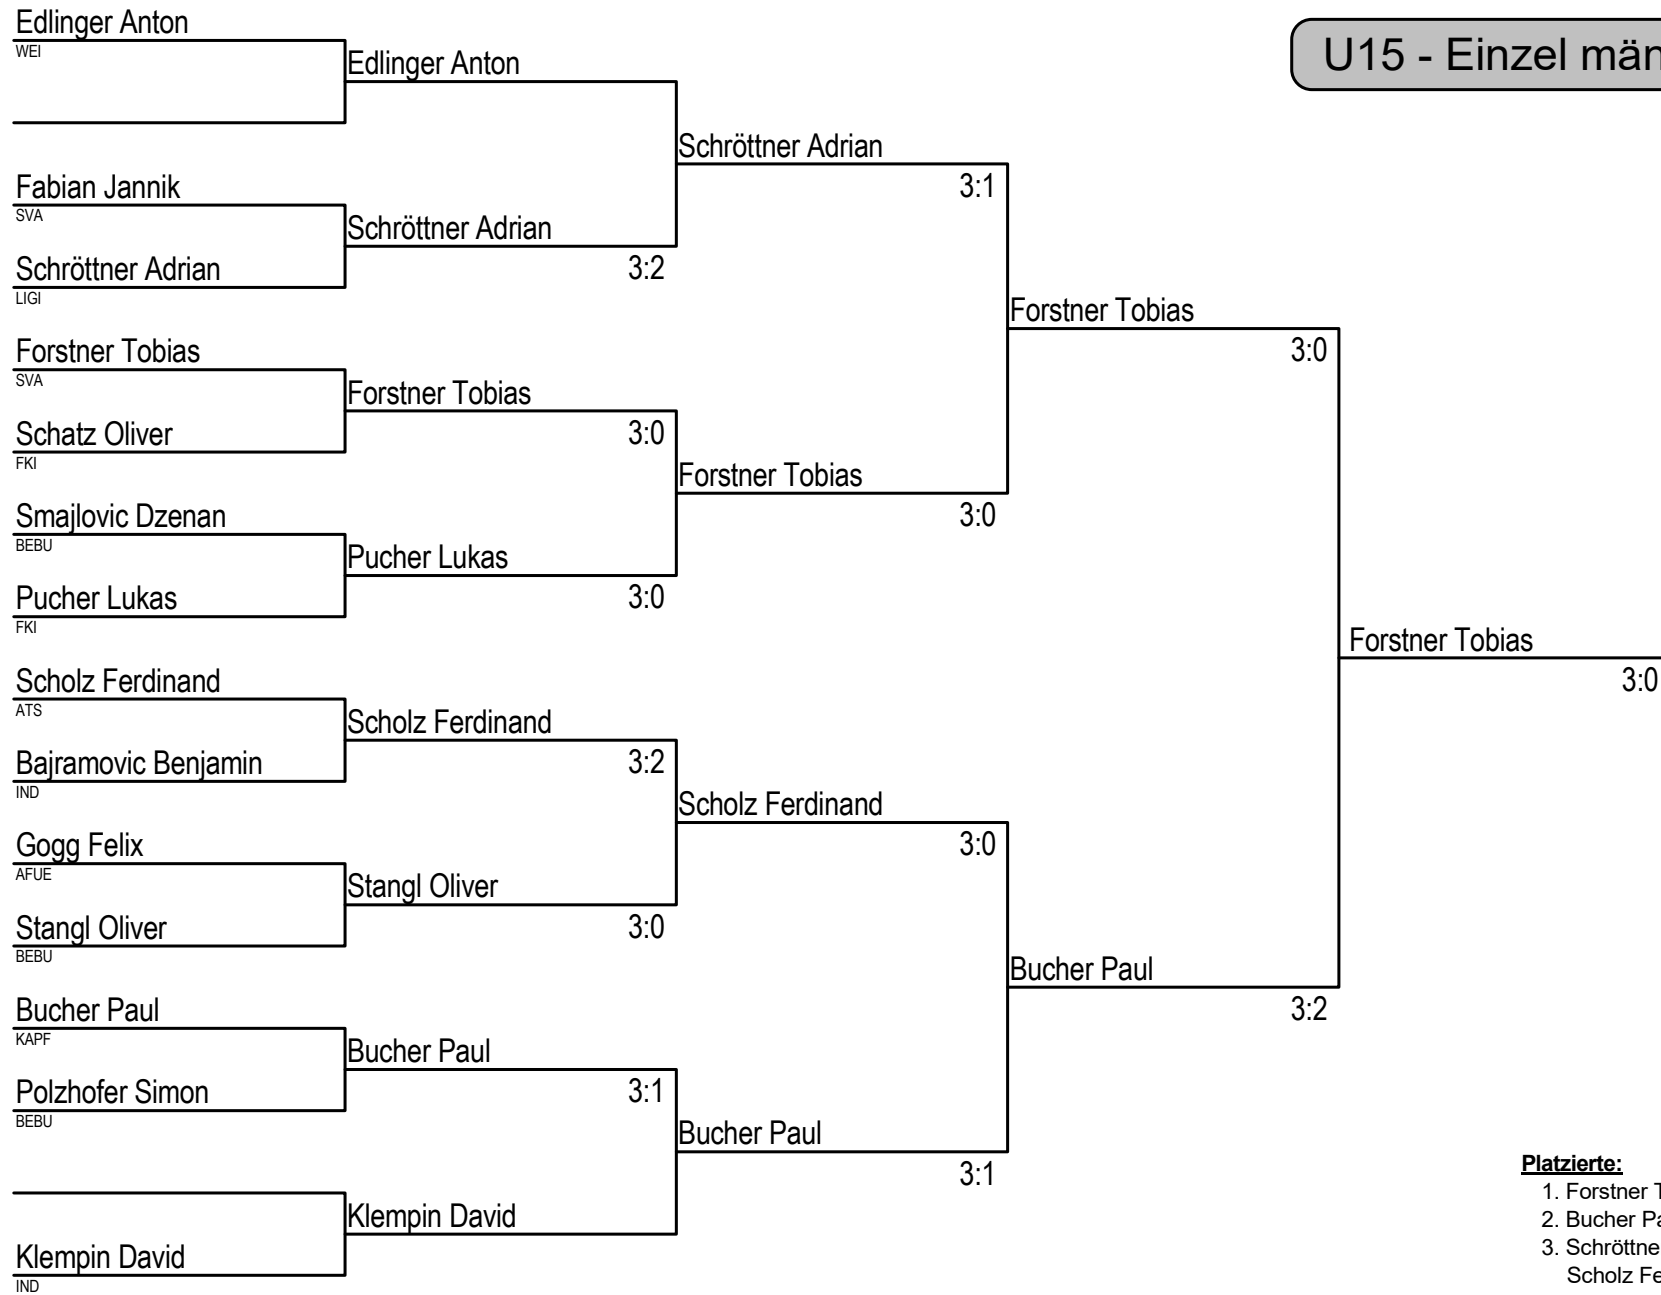 U15 - Einzel män
Edlinger Anton
WEI
Fabian Jannik
SVA
Schröttner Adrian
LIGI
Forstner Tobias
SVA
Schatz Oliver
FKI
Smajlovic Dzenan
BEBU
Pucher Lukas
FKI
Scholz Ferdinand
ATS
Bajramovic Benjamin
IND
Gogg Felix
AFUE
Stangl Oliver
BEBU
Bucher Paul
KAPF
Polzhofer Simon
BEBU
Klempin David
IND
Edlinger Anton
Schröttner Adrian
3:2
Forstner Tobias
3:0
Pucher Lukas
3:0
Scholz Ferdinand
3:2
Stangl Oliver
3:0
Bucher Paul
3:1
Klempin David
Schröttner Adrian
3:1
Forstner Tobias
3:0
Scholz Ferdinand
3:0
Bucher Paul
3:1
Forstner Tobias
3:0
Bucher Paul
3:2
Forstner Tobias
3:0
Platzierte:
1. Forstner T
2. Bucher Pa
3. Schröttne
Scholz Fe